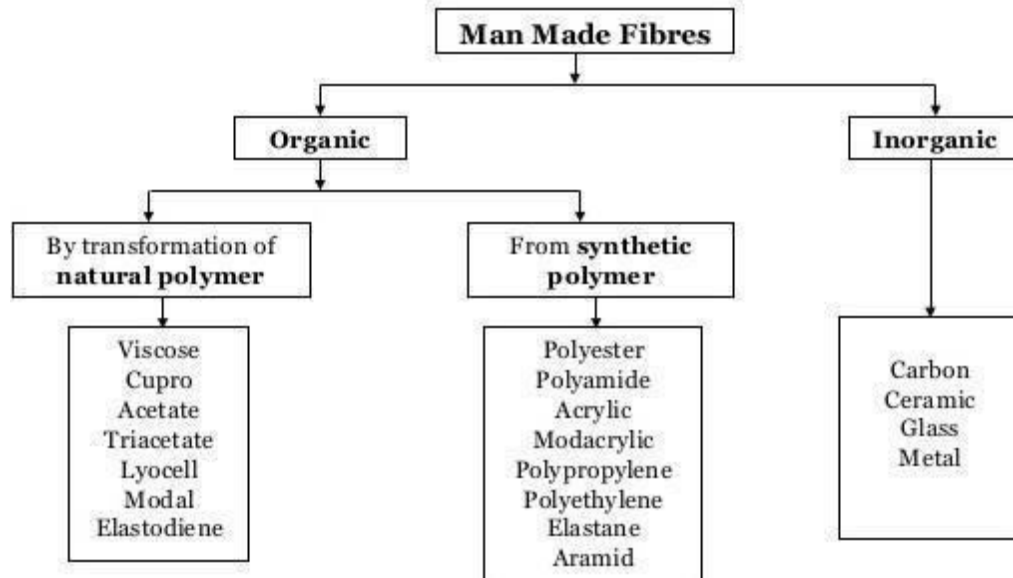 Man Made Fibres
Organic
Inorganic
By transformation of
natural polymer
From synthetic
polymer
Viscose
Cupro
Acetate
Triacetate
Lyocell
Modal
Elastodiene
Polyester
Polyamide
Acrylic
Modacrylic
Polypropylene
Polyethylene
Elastane
Aramid
Carbon
Ceramic
Glass
Metal